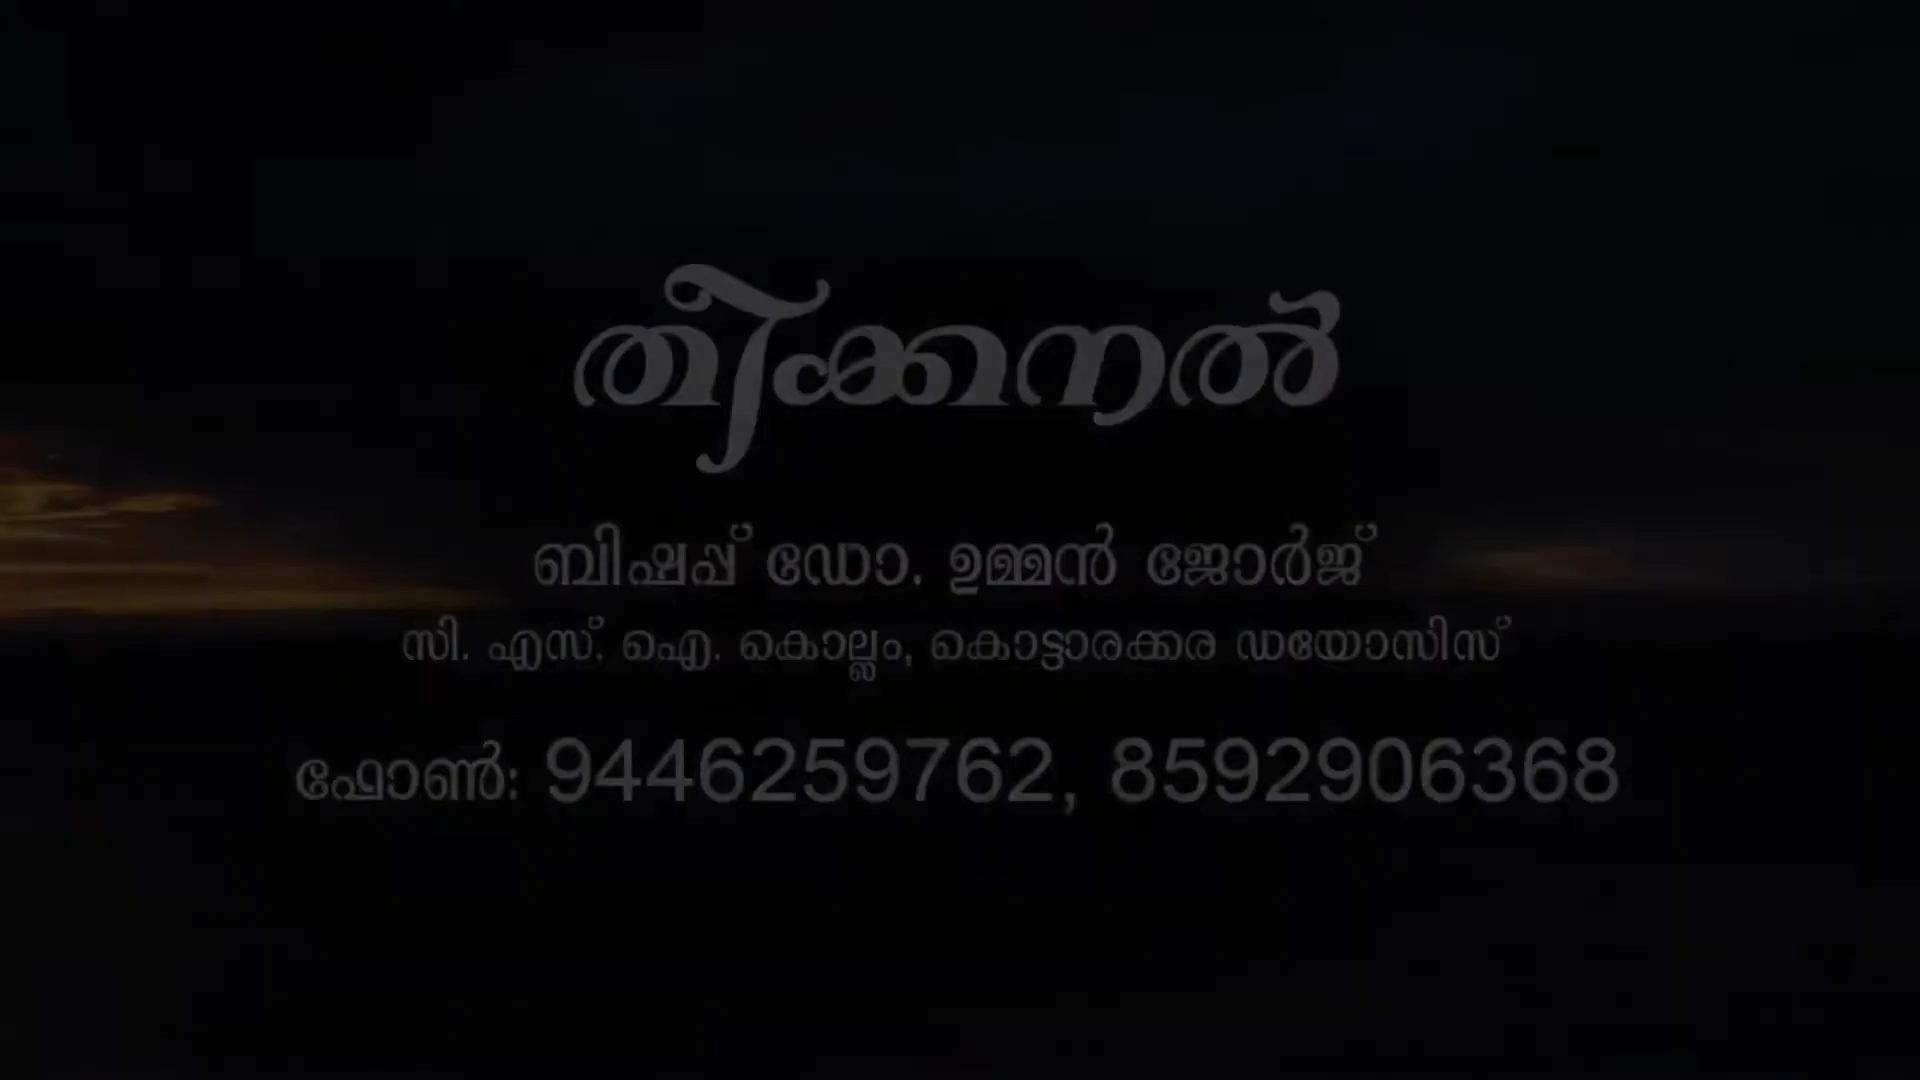 തീക്കനൽ
ബിഷപ്പ് ഡോ. ഉമ്മൻ ജോർജ്
സി. എസ്. ഐ. കൊല്ലം, കൊട്ടാരക്കര ഡയോസിസ്
ഫോൺ: 9446259762, 8592906368